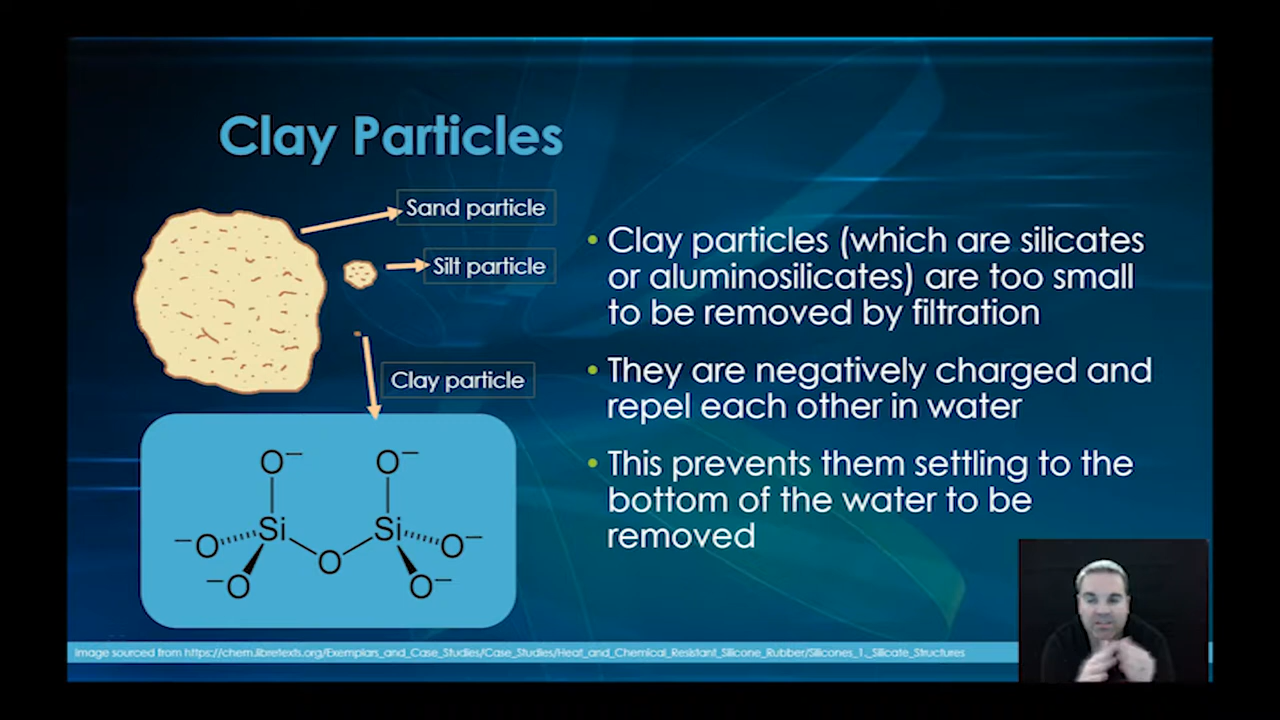 Clay Particles
Sand particle
Silt particle
Clay particle
O⁻ O⁻
Si Si
⁻O O O⁻
⁻O O⁻
• Clay particles (which are silicates
or aluminosilicates) are too small
to be removed by filtration
• They are negatively charged and
repel each other in water
• This prevents them settling to the
bottom of the water to be
removed
Image sourced from https://chem.libretexts.org/Exemplars_and_Case_Studies/Case_Studies/Heat_and_Chemical_Resistant_Silicone_Rubber/Silicones_1._Silicate_Structures